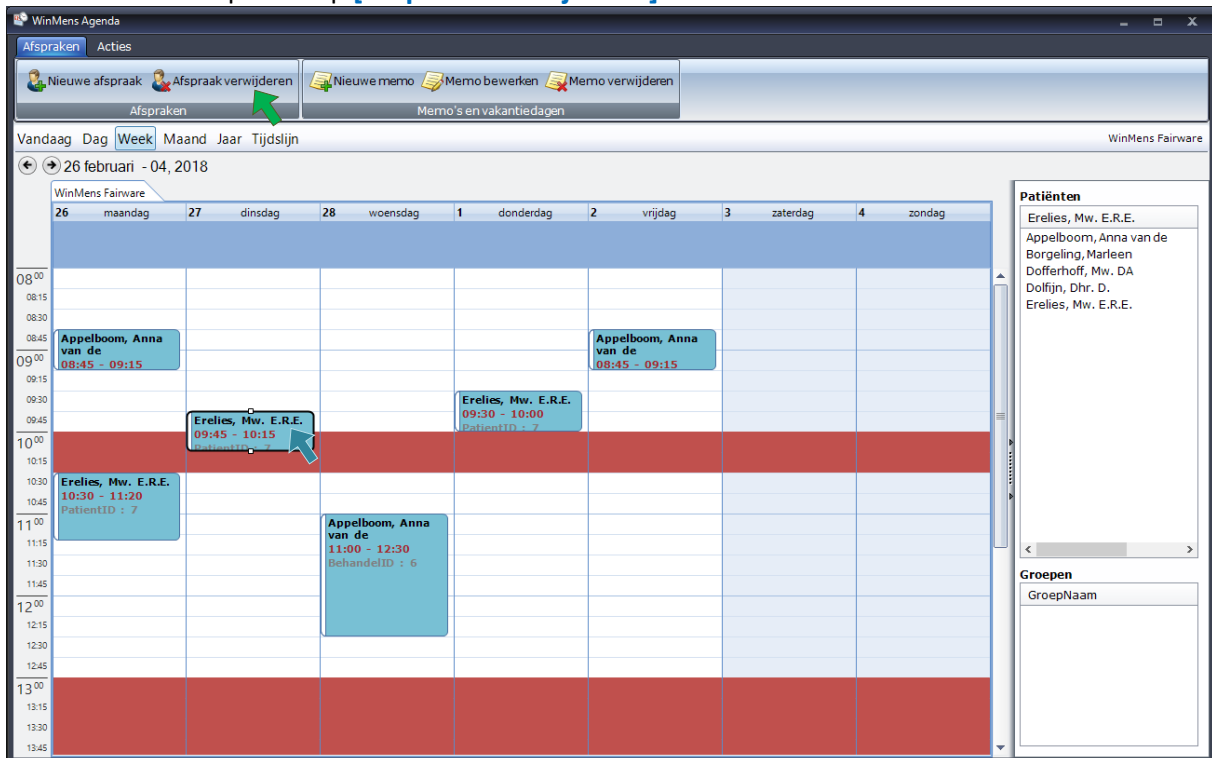 WinMens Agenda
Afspraken Acties
Nieuwe afspraak Afspraak verwijderen Nieuwe memo Memo bewerken Memo verwijderen
Afspraken Memo's en vakantiedagen
Vandaag Dag Week Maand Jaar Tijdslijn WinMens Fairware
26 februari - 04, 2018
WinMens Fairware
26 maandag 27 dinsdag 28 woensdag 1 donderdag 2 vrijdag 3 zaterdag 4 zondag
08 00
08:15
08:30
08:45
09 00
09:15
09:30
09:45
10 00
10:15
10:30
10:45
11 00
11:15
11:30
11:45
12 00
12:15
12:30
12:45
13 00
13:15
13:30
13:45
Appelboom, Anna
van de
08:45 - 09:15
Erelies, Mw. E.R.E.
10:30 - 11:20
PatientID : 7
Erelies, Mw. E.R.E.
09:45 - 10:15
PatientID : 7
Appelboom, Anna
van de
11:00 - 12:30
BehandelID : 6
Erelies, Mw. E.R.E.
09:30 - 10:00
PatientID : 7
Appelboom, Anna
van de
08:45 - 09:15
Patiënten
Erelies, Mw. E.R.E.
Appelboom, Anna van de
Borgeling, Marleen
Dofferhoff, Mw. DA
Dolfijn, Dhr. D.
Erelies, Mw. E.R.E.
Groepen
GroepNaam